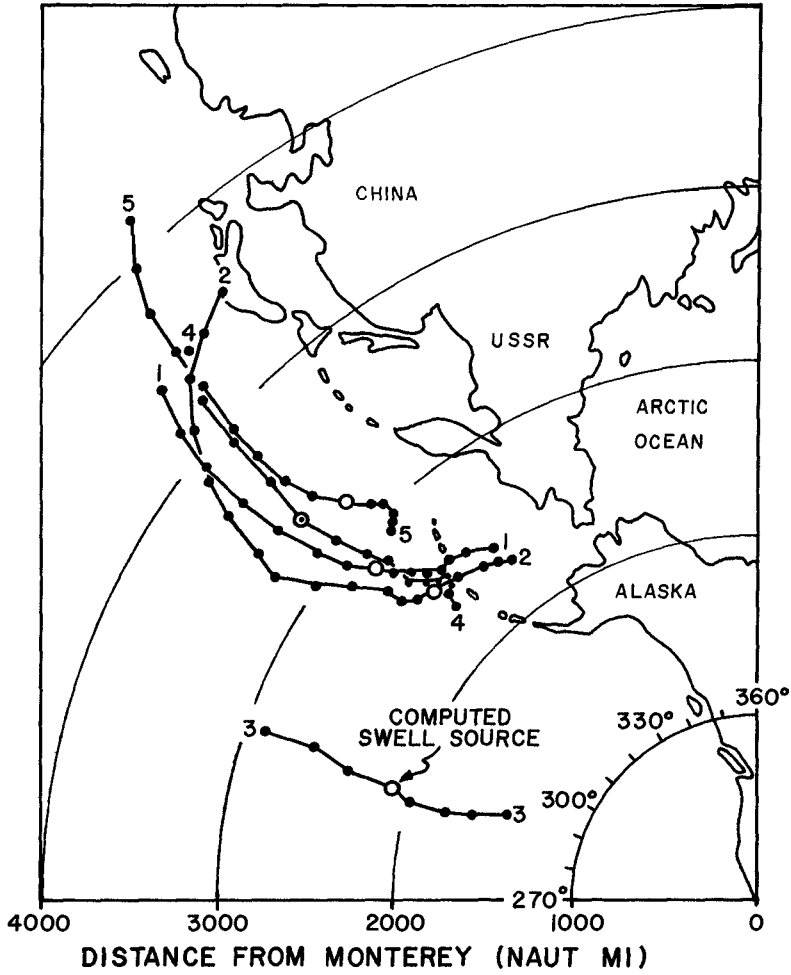 CHINA
5
2
4
USSR
1
ARCTIC
OCEAN
5
1
2
ALASKA
4
360°
COMPUTED
SWELL SOURCE
330°
3
300°
3
270°
4000 3000 2000 1000 0
DISTANCE FROM MONTEREY (NAUT MI)